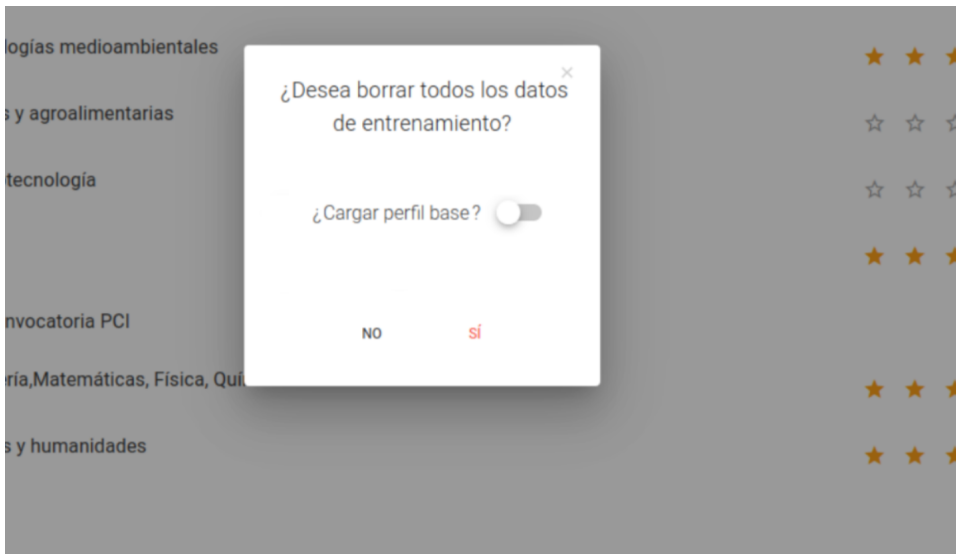 logías medioambientales
×
¿Desea borrar todos los datos
de entrenamiento?
s y agroalimentarias
tecnología
¿Cargar perfil base?
nvocatoria PCI
NO SÍ
ría,Matemáticas, Física, Quí
s y humanidades